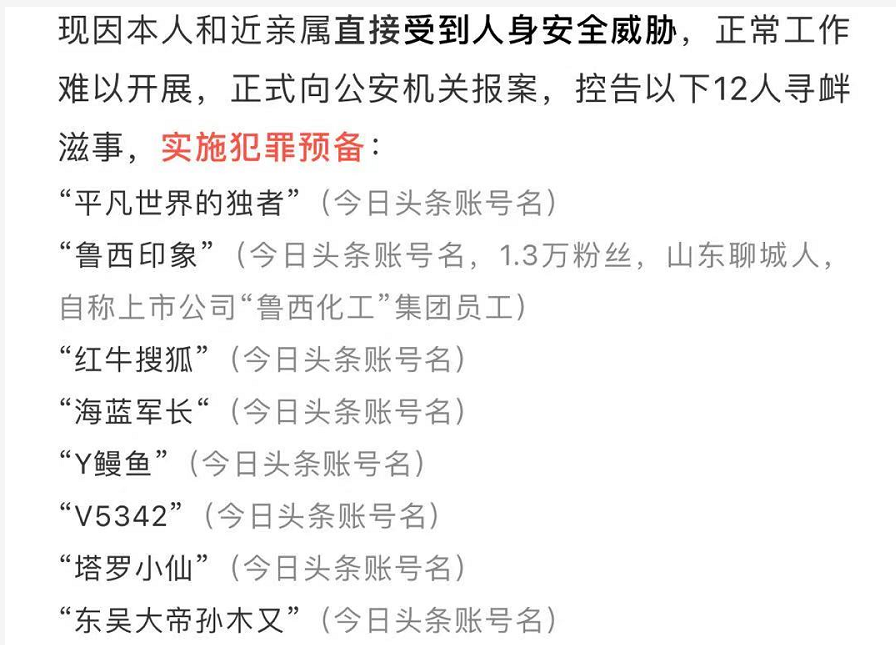 现因本人和近亲属直接受到人身安全威胁，正常工作
难以开展，正式向公安机关报案，控告以下12人寻衅
滋事，实施犯罪预备：
“平凡世界的独者”（今日头条账号名）
“鲁西印象”（今日头条账号名，1.3万粉丝，山东聊城人，
自称上市公司“鲁西化工”集团员工）
“红牛搜狐”（今日头条账号名）
“海蓝军长“（今日头条账号名）
“Y鳗鱼”（今日头条账号名）
“V5342”（今日头条账号名）
“塔罗小仙”（今日头条账号名）
“东吴大帝孙木又”（今日头条账号名）